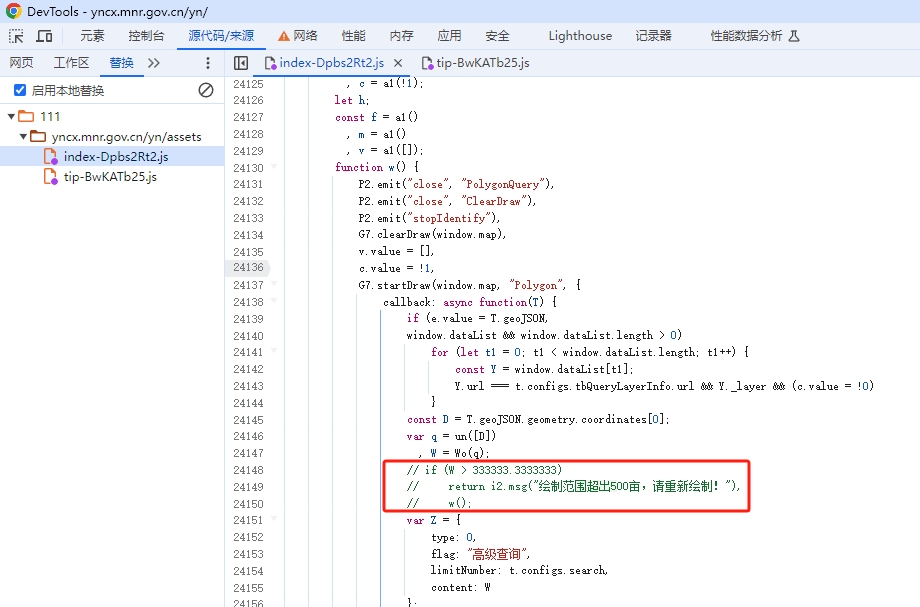 DevTools - yncx.mnr.gov.cn/yn/
元素 控制台 源代码/来源 网络 性能 内存 应用 安全 Lighthouse 记录器 性能数据分析
网页 工作区 替换 index-Dpbs2Rt2.js tip-BwKATb25.js
启用本地替换
111
yncx.mnr.gov.cn/yn/assets
index-Dpbs2Rt2.js
tip-BwKATb25.js
24125 , c = a1(!1);
24126 let h;
24127 const f = a1()
24128 , m = a1()
24129 , v = a1([]);
24130 function w() {
24131 P2.emit("close", "PolygonQuery"),
24132 P2.emit("close", "ClearDraw"),
24133 P2.emit("stopIdentify"),
24134 G7.clearDraw(window.map),
24135 v.value = [],
24136 c.value = !1,
24137 G7.startDraw(window.map, "Polygon", {
24138 callback: async function(T) {
24139 if (e.value = T.geoJSON,
24140 window.dataList && window.dataList.length > 0)
24141 for (let t1 = 0; t1 < window.dataList.length; t1++) {
24142 const Y = window.dataList[t1];
24143 Y.url === t.configs.tbQueryLayerInfo.url && Y._layer && (c.value = !0)
24144 }
24145 const D = T.geoJSON.geometry.coordinates[0];
24146 var q = un([D])
24147 , W = Wo(q);
24148 // if (W > 333333.3333333)
24149 // return i2.msg("绘制范围超出500亩，请重新绘制！"),
24150 // w();
24151 var Z = {
24152 type: 0,
24153 flag: "高级查询",
24154 limitNumber: t.configs.search,
24155 content: W
24156 };